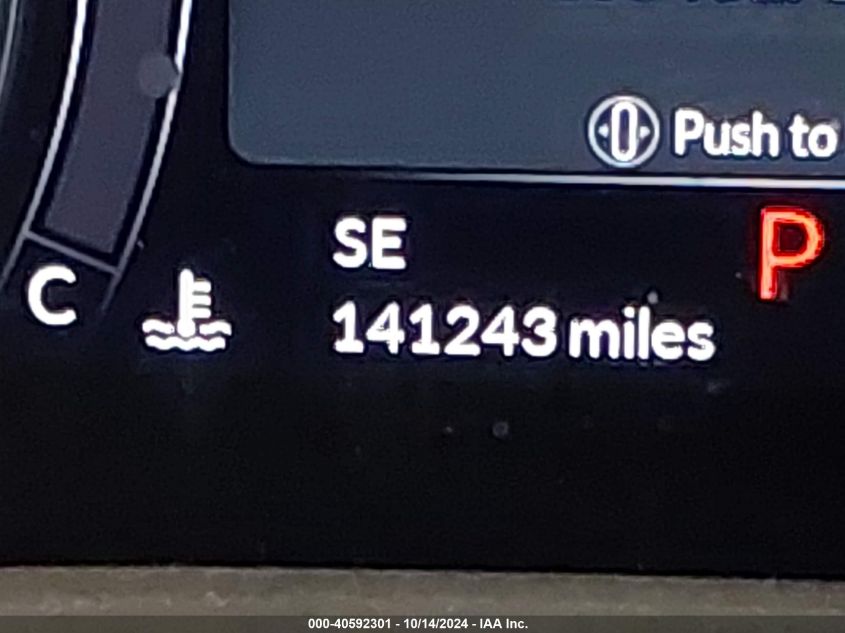 Push to
SE
P
C
141243 miles
000-40592301 - 10/14/2024 - IAA Inc.